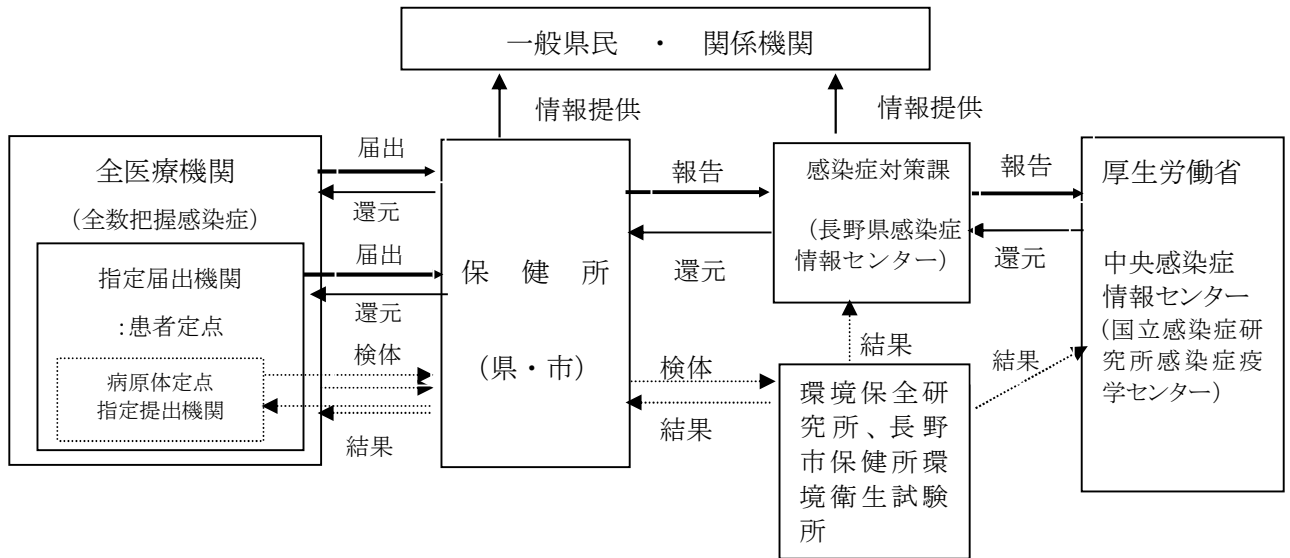 一般県民 ・ 関係機関
情報提供
情報提供
全医療機関
(全数把握感染症)
届出
還元
指定届出機関
:患者定点
届出
還元
病原体定点
指定提出機関
検体
結果
保 健 所
(県・市)
報告
還元
検体
結果
感染症対策課
(長野県感染症
情報センター)
結果
環境保全研
究所、長野
市保健所環
境衛生試験
所
報告
還元
結果
厚生労働省
中央感染症
情報センター
(国立感染症研
究所感染症疫
学センター)